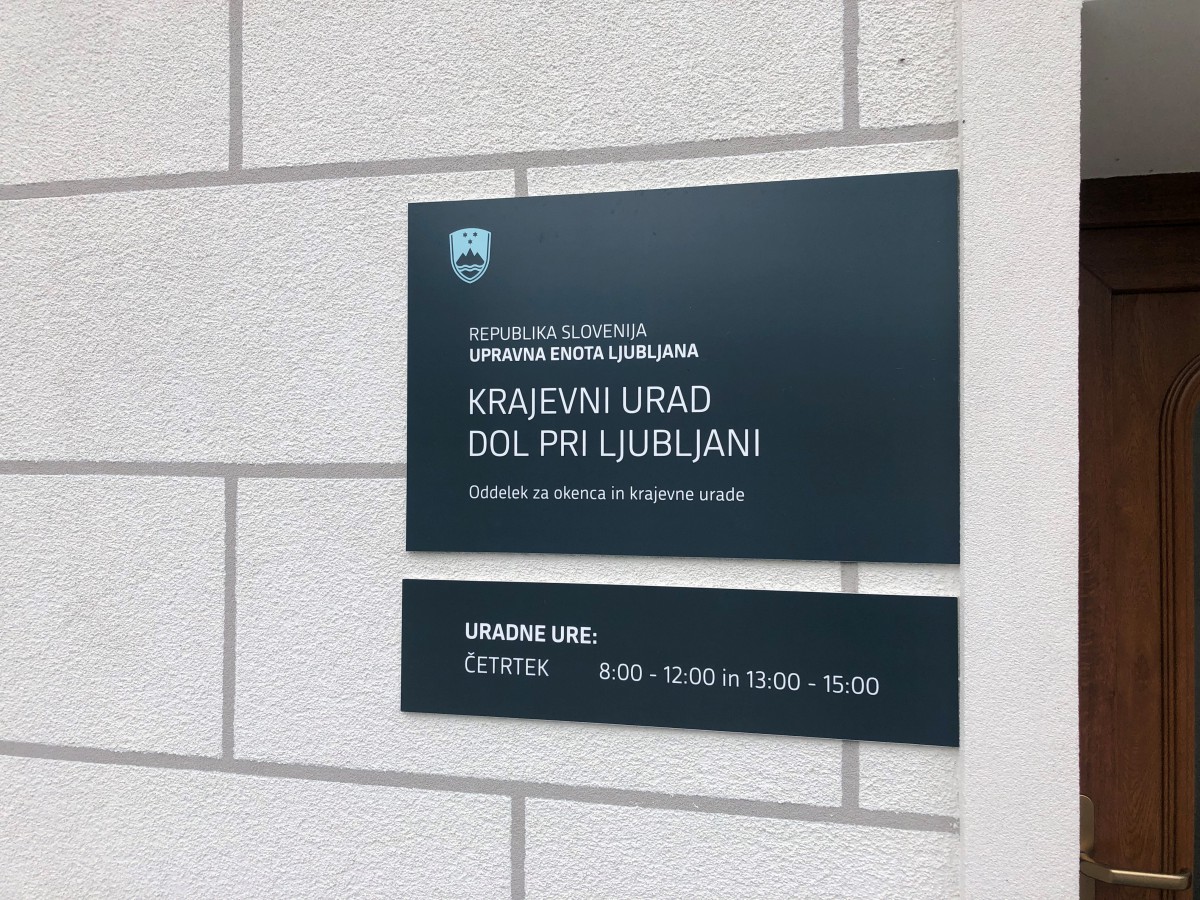 REPUBLIKA SLOVENIJA
UPRAVNA ENOTA LJUBLJANA
KRAJEVNI URAD
DOL PRI LJUBLJANI
Oddelek za okenca in krajevne urade
URADNE URE:
ČETRTEK 8:00 - 12:00 in 13:00 - 15:00